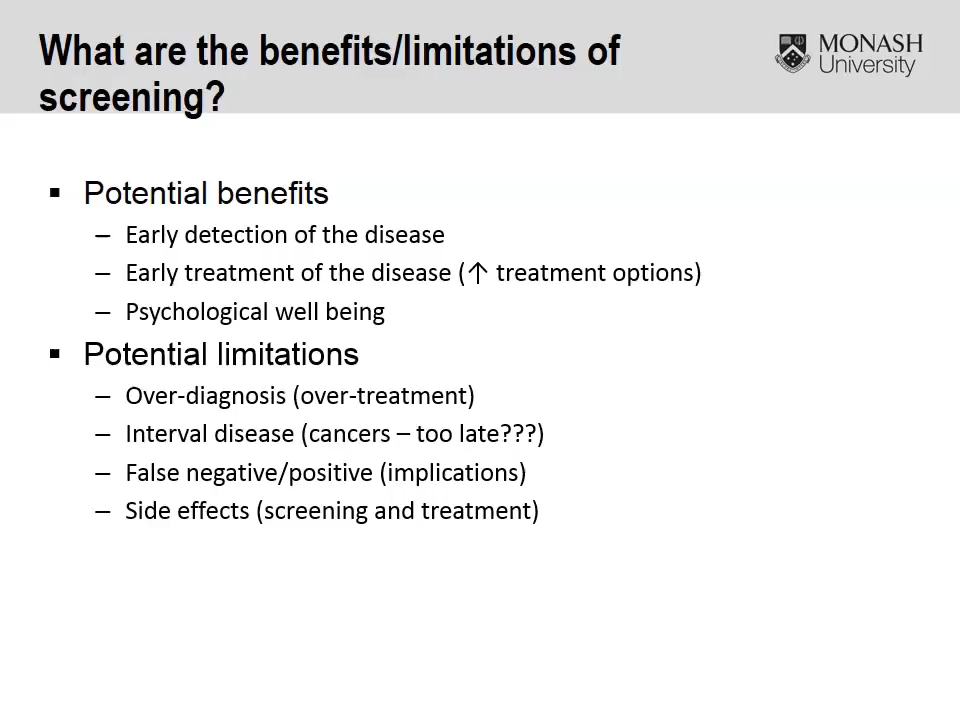 What are the benefits/limitations of
screening?
MONASH
University
▪ Potential benefits
– Early detection of the disease
– Early treatment of the disease (↑ treatment options)
– Psychological well being
▪ Potential limitations
– Over-diagnosis (over-treatment)
– Interval disease (cancers – too late???)
– False negative/positive (implications)
– Side effects (screening and treatment)